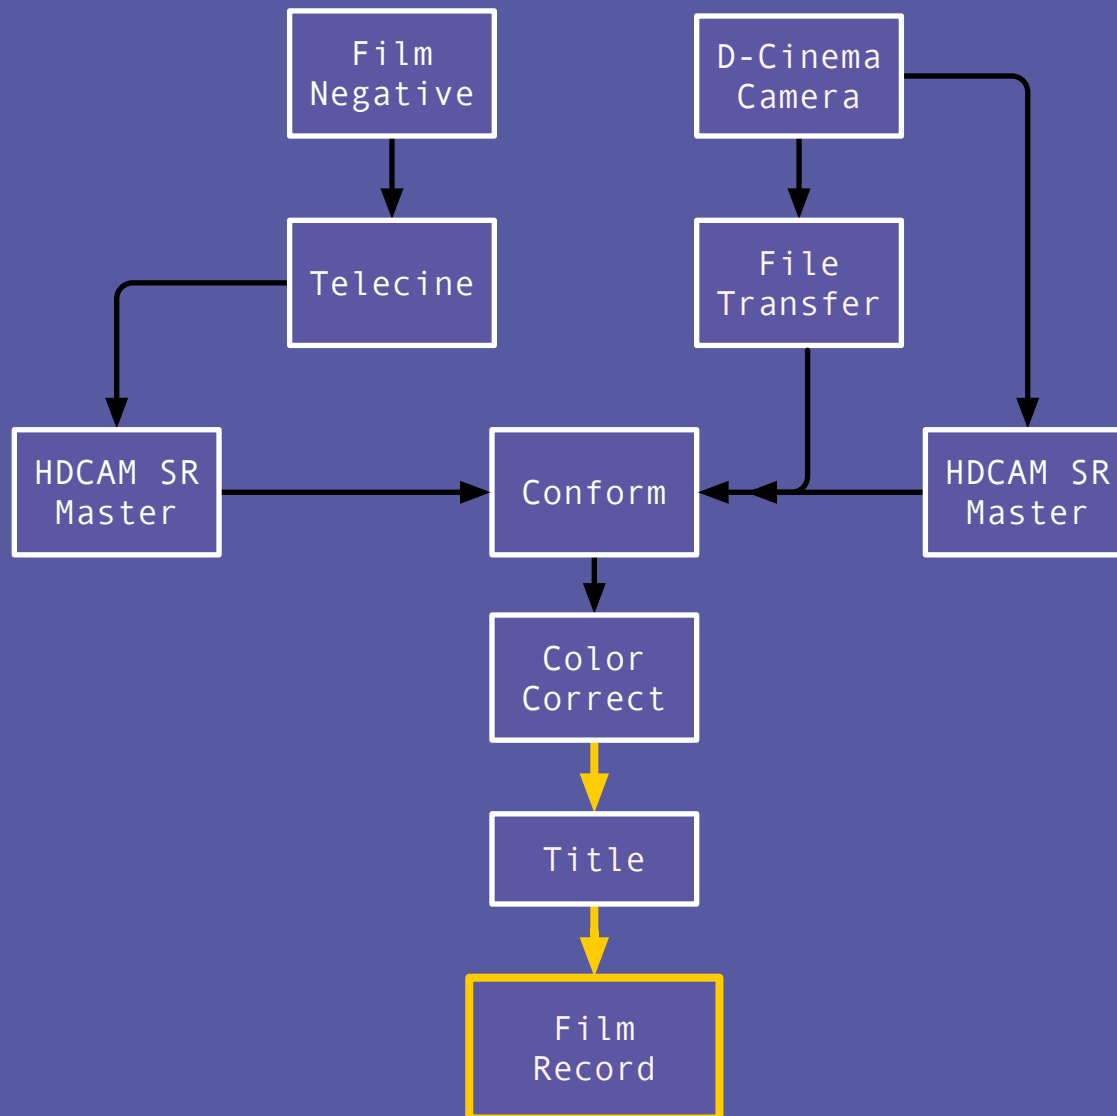 Film
Negative
D-Cinema
Camera
Telecine
File
Transfer
HDCAM SR
Master
Conform
HDCAM SR
Master
Color
Correct
Title
Film
Record